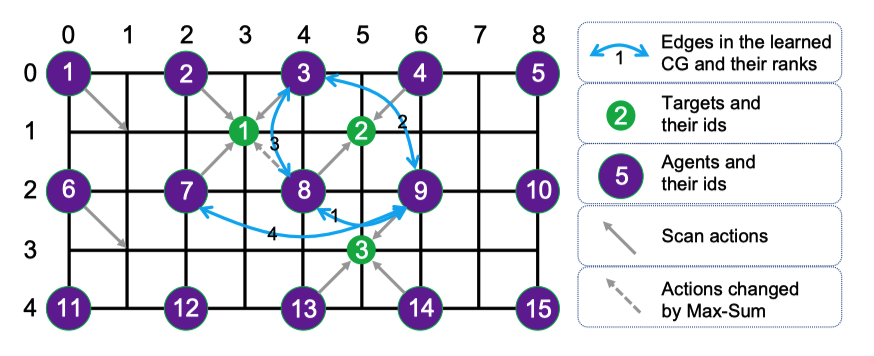 0 1 2 3 4 5 6 7 8
0 1 2 3 4 5
1 1 2 2
3
2 6 7 8 9 10
1
4
3 3
4 11 12 13 14 15
1
Edges in the learned
CG and their ranks
2
Targets and
their ids
5
Agents and
their ids
Scan actions
Actions changed
by Max-Sum